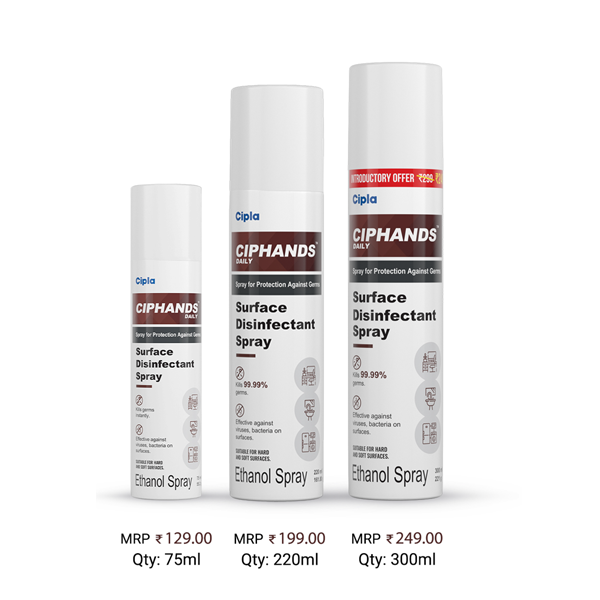 Cipla
CIPHANDS
DAILY
Spray for Protection Against Germs
Surface
Disinfectant
Spray
Kills germs
instantly.
Effective against
viruses, bacteria on
surfaces.
SUITABLE FOR HARD
AND SOFT SURFACES.
Ethanol Spray
Cipla
CIPHANDS™
DAILY
Spray for Protection Against Germs
Surface
Disinfectant
Spray
Kills 99.99%
germs.
Effective against
viruses, bacteria on
surfaces.
SUITABLE FOR HARD
AND SOFT SURFACES.
Ethanol Spray
INTRODUCTORY OFFER ₹299
Cipla
CIPHANDS™
DAILY
Spray for Protection Against Germs
Surface
Disinfectant
Spray
Kills 99.99%
germs.
Effective against
viruses, bacteria on
surfaces.
SUITABLE FOR HARD
AND SOFT SURFACES.
Ethanol Spray
MRP ₹129.00
Qty: 75ml
MRP ₹199.00
Qty: 220ml
MRP ₹249.00
Qty: 300ml